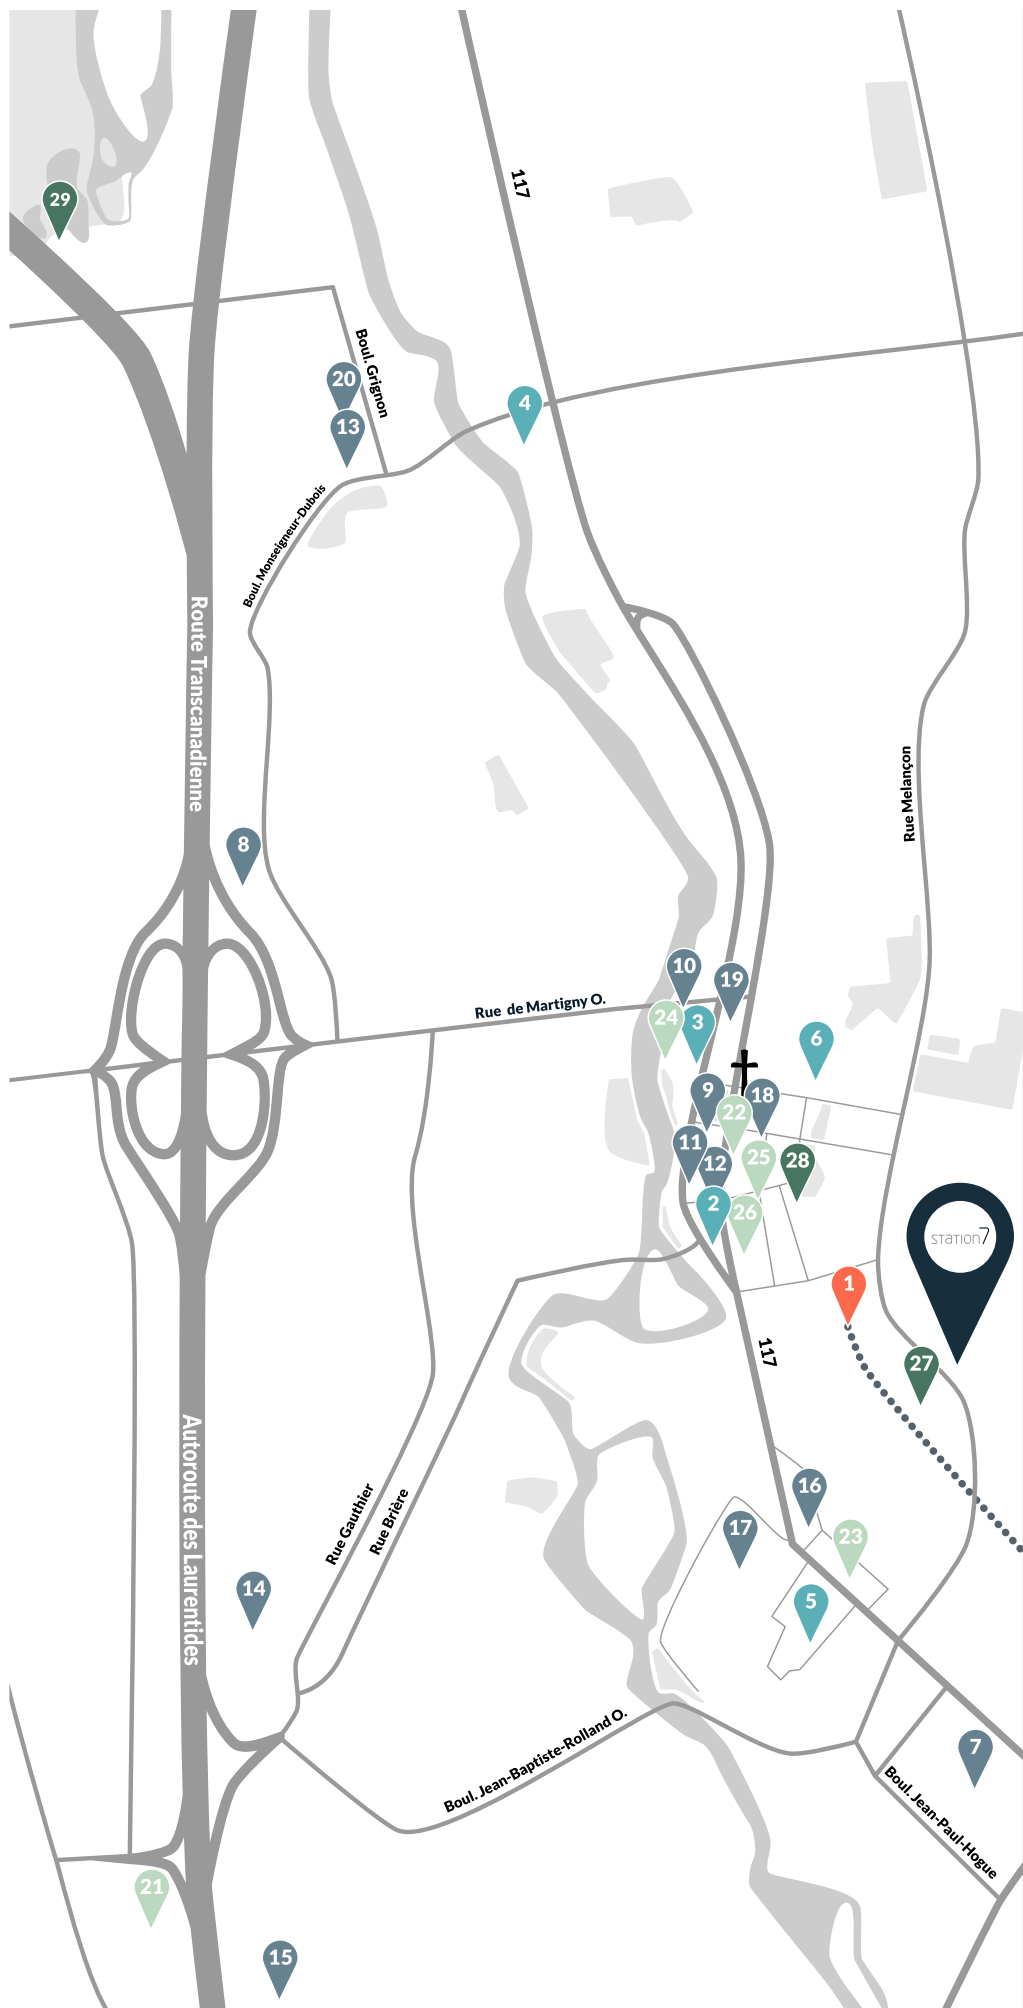 117
29
Boul. Grignon
20
4
13
Boul. Monseigneur-Dubois
Route Transcanadienne
Rue Melançon
8
10
19
Rue de Martigny O.
24
3
6
9
18
22
11
12
25
28
2
26
STATION7
1
117
27
Autoroute des Laurentides
Rue Gauthier
Rue Brière
16
17
23
14
5
Boul. Jean-Baptiste-Rolland O.
7
Boul. Jean-Paul-Hogue
21
15